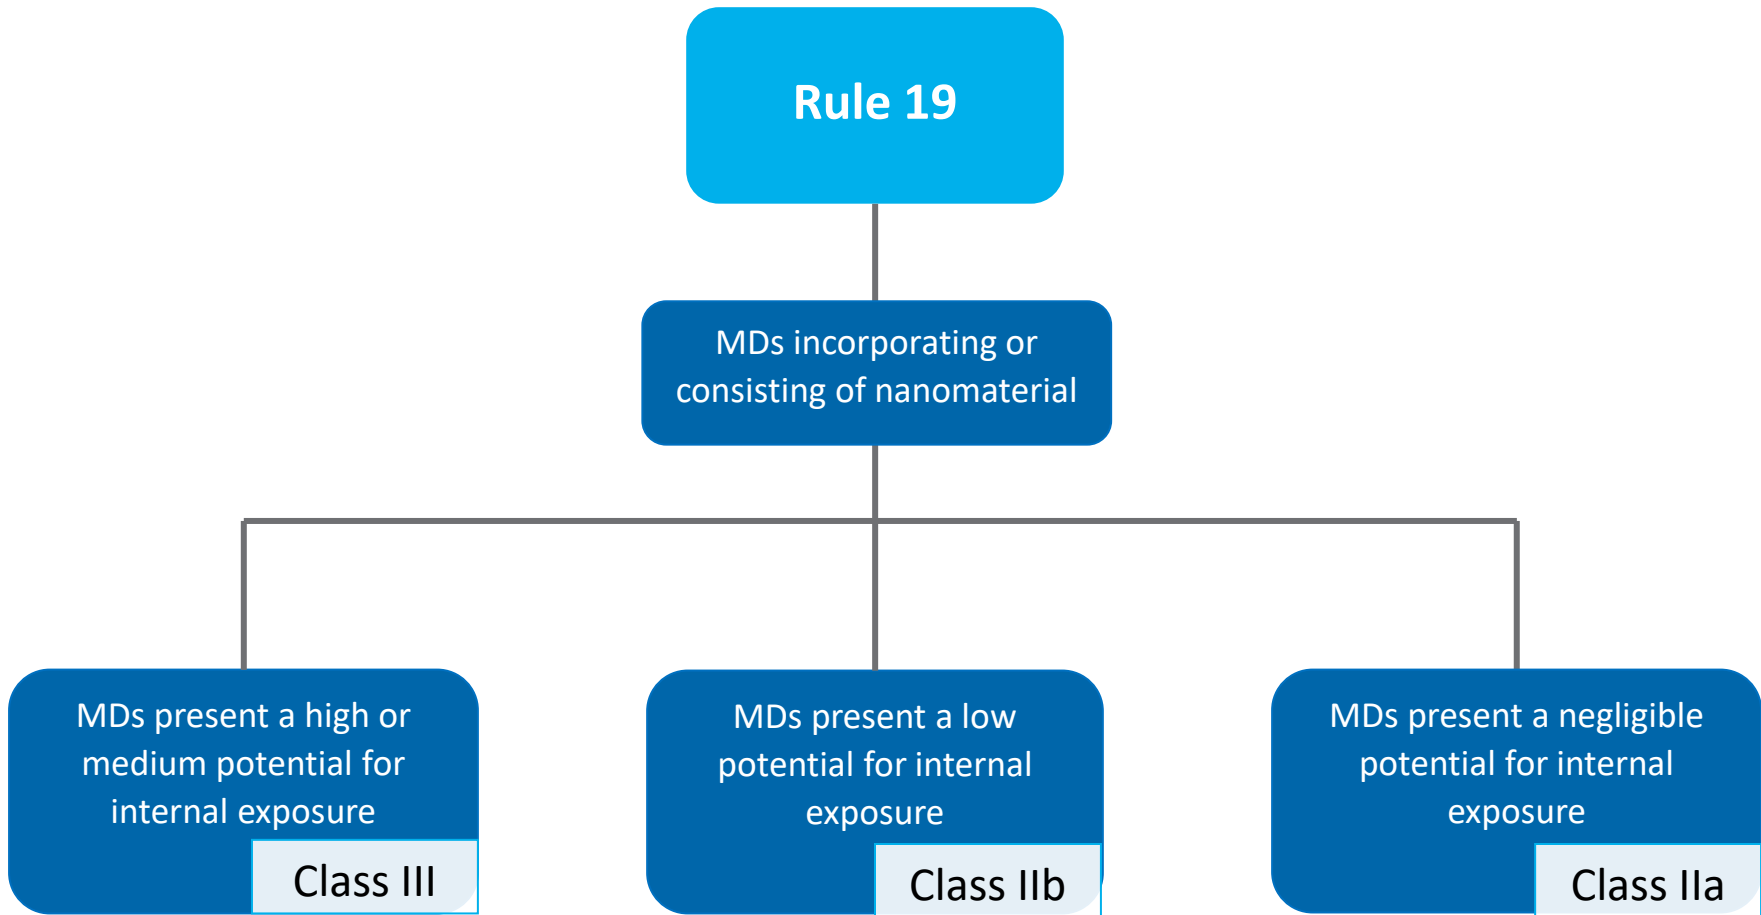 Rule 19
MDs incorporating or
consisting of nanomaterial
MDs present a high or
medium potential for
internal exposure
Class III
MDs present a low
potential for internal
exposure
Class IIb
MDs present a negligible
potential for internal
exposure
Class IIa